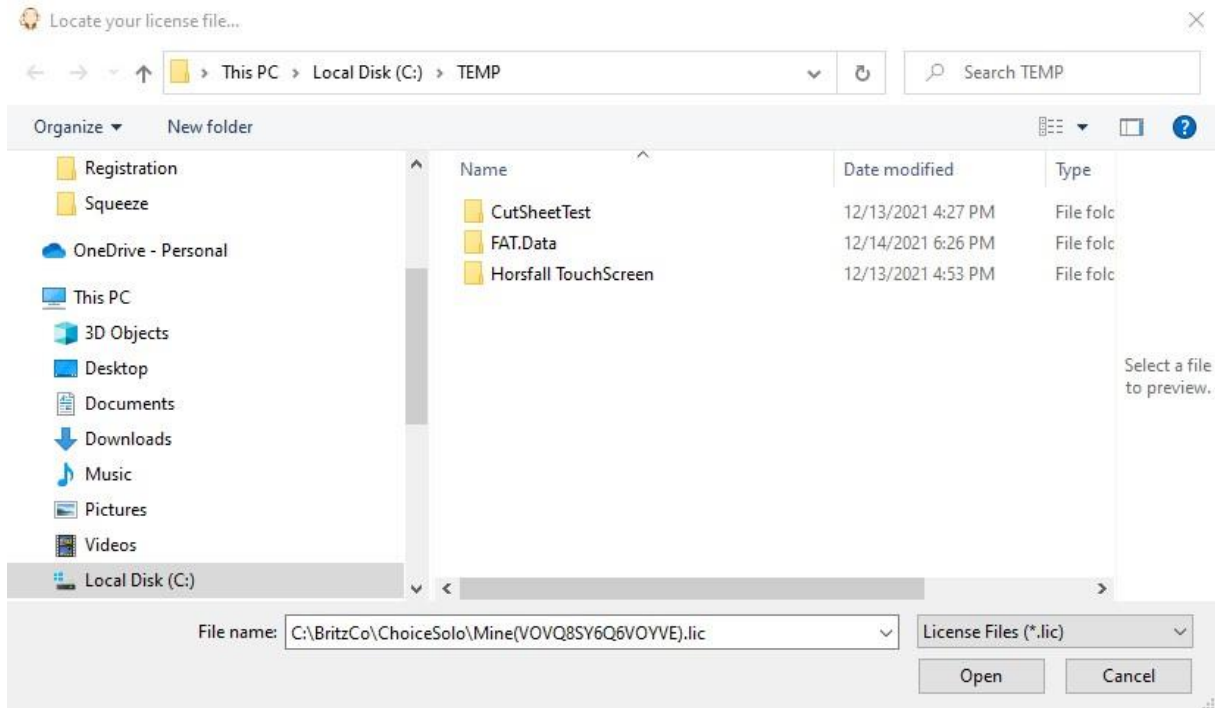 Locate your license file...
This PC > Local Disk (C:) > TEMP
Search TEMP
Organize
New folder
Registration
Squeeze
OneDrive - Personal
This PC
3D Objects
Desktop
Documents
Downloads
Music
Pictures
Videos
Local Disk (C:)
Name Date modified Type
CutSheetTest 12/13/2021 4:27 PM File folc
FAT.Data 12/14/2021 6:26 PM File folc
Horsfall TouchScreen 12/13/2021 4:53 PM File folc
Select a file
to preview.
File name: C:\BritzCo\ChoiceSolo\Mine(VOVQ8SY6Q6VOYVE).lic
License Files (*.lic)
Open
Cancel